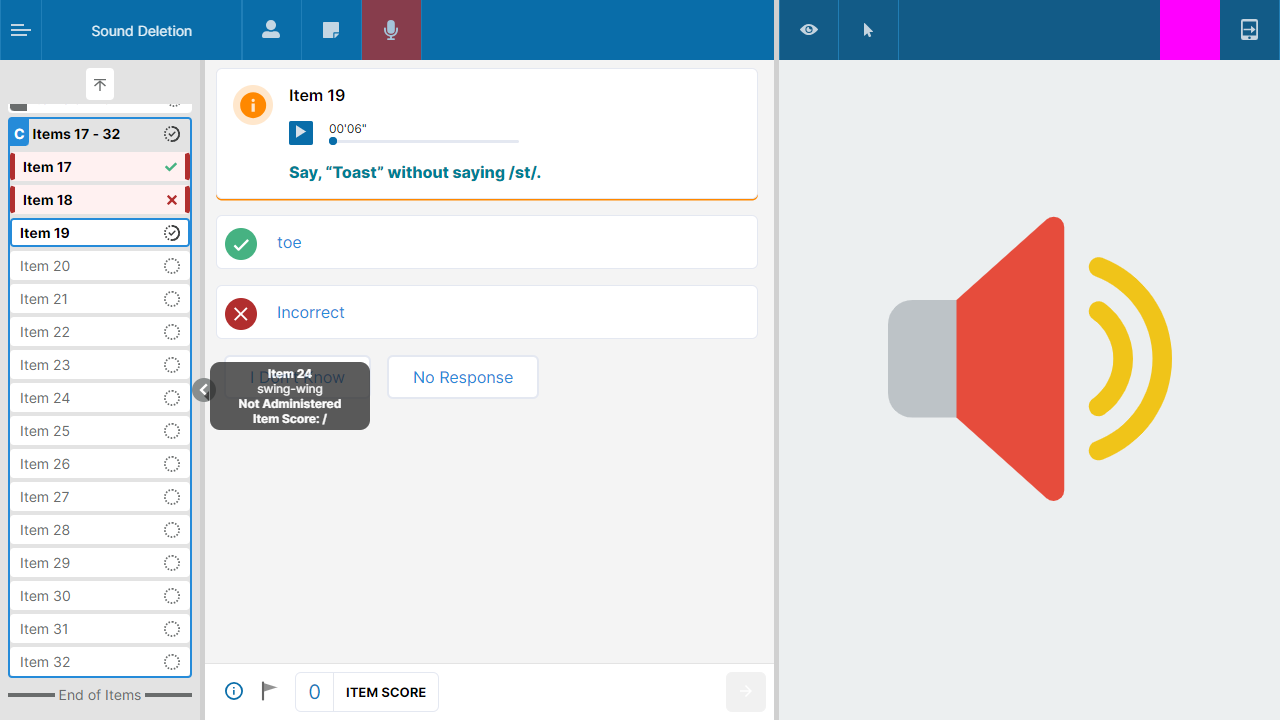 Sound Deletion
C Items 17 - 32
Item 17
Item 18
Item 19
Item 20
Item 21
Item 22
Item 23
Item 24
Item 25
Item 26
Item 27
Item 28
Item 29
Item 30
Item 31
Item 32
End of Items
Item 19
00'06"
Say, “Toast” without saying /st/.
toe
Incorrect
I Don't Know
No Response
Item 24
swing-wing
Not Administered
Item Score: /
0 ITEM SCORE